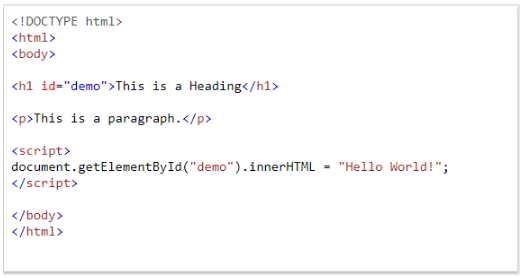 <!DOCTYPE html>
<html>
<body>
<h1 id="demo">This is a Heading</h1>
<p>This is a paragraph.</p>
<script>
document.getElementById("demo").innerHTML = "Hello World!";
</script>
</body>
</html>